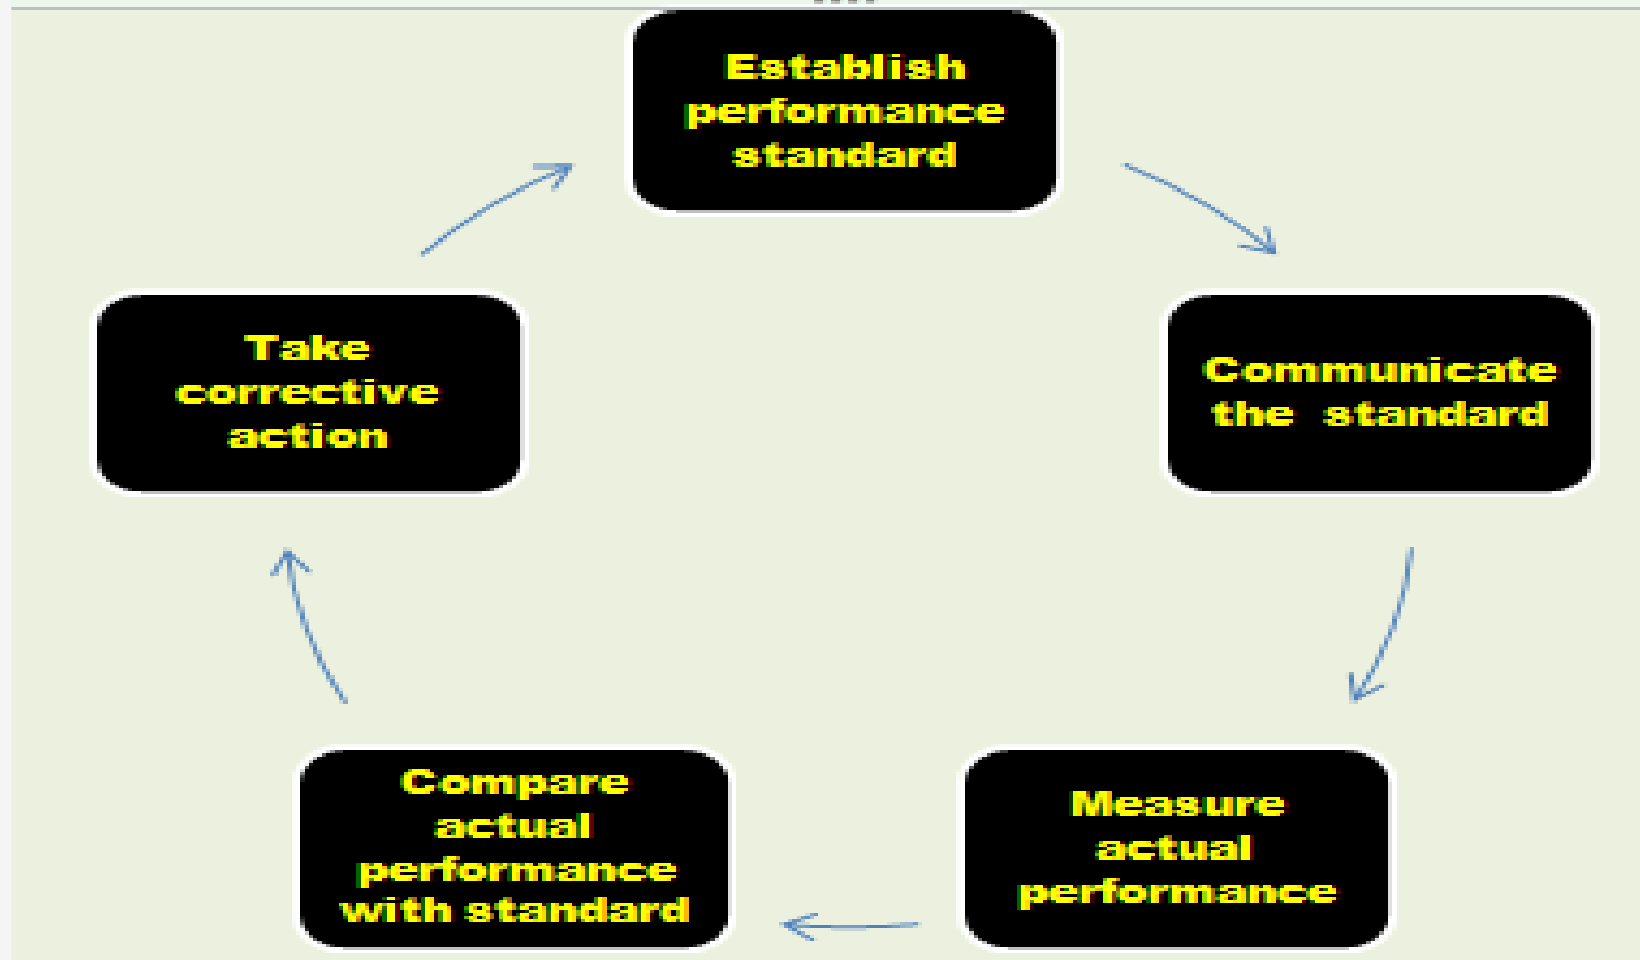 Establish
performance
standard
Communicate
the standard
Measure
actual
performance
Compare
actual
performance
with standard
Take
corrective
action